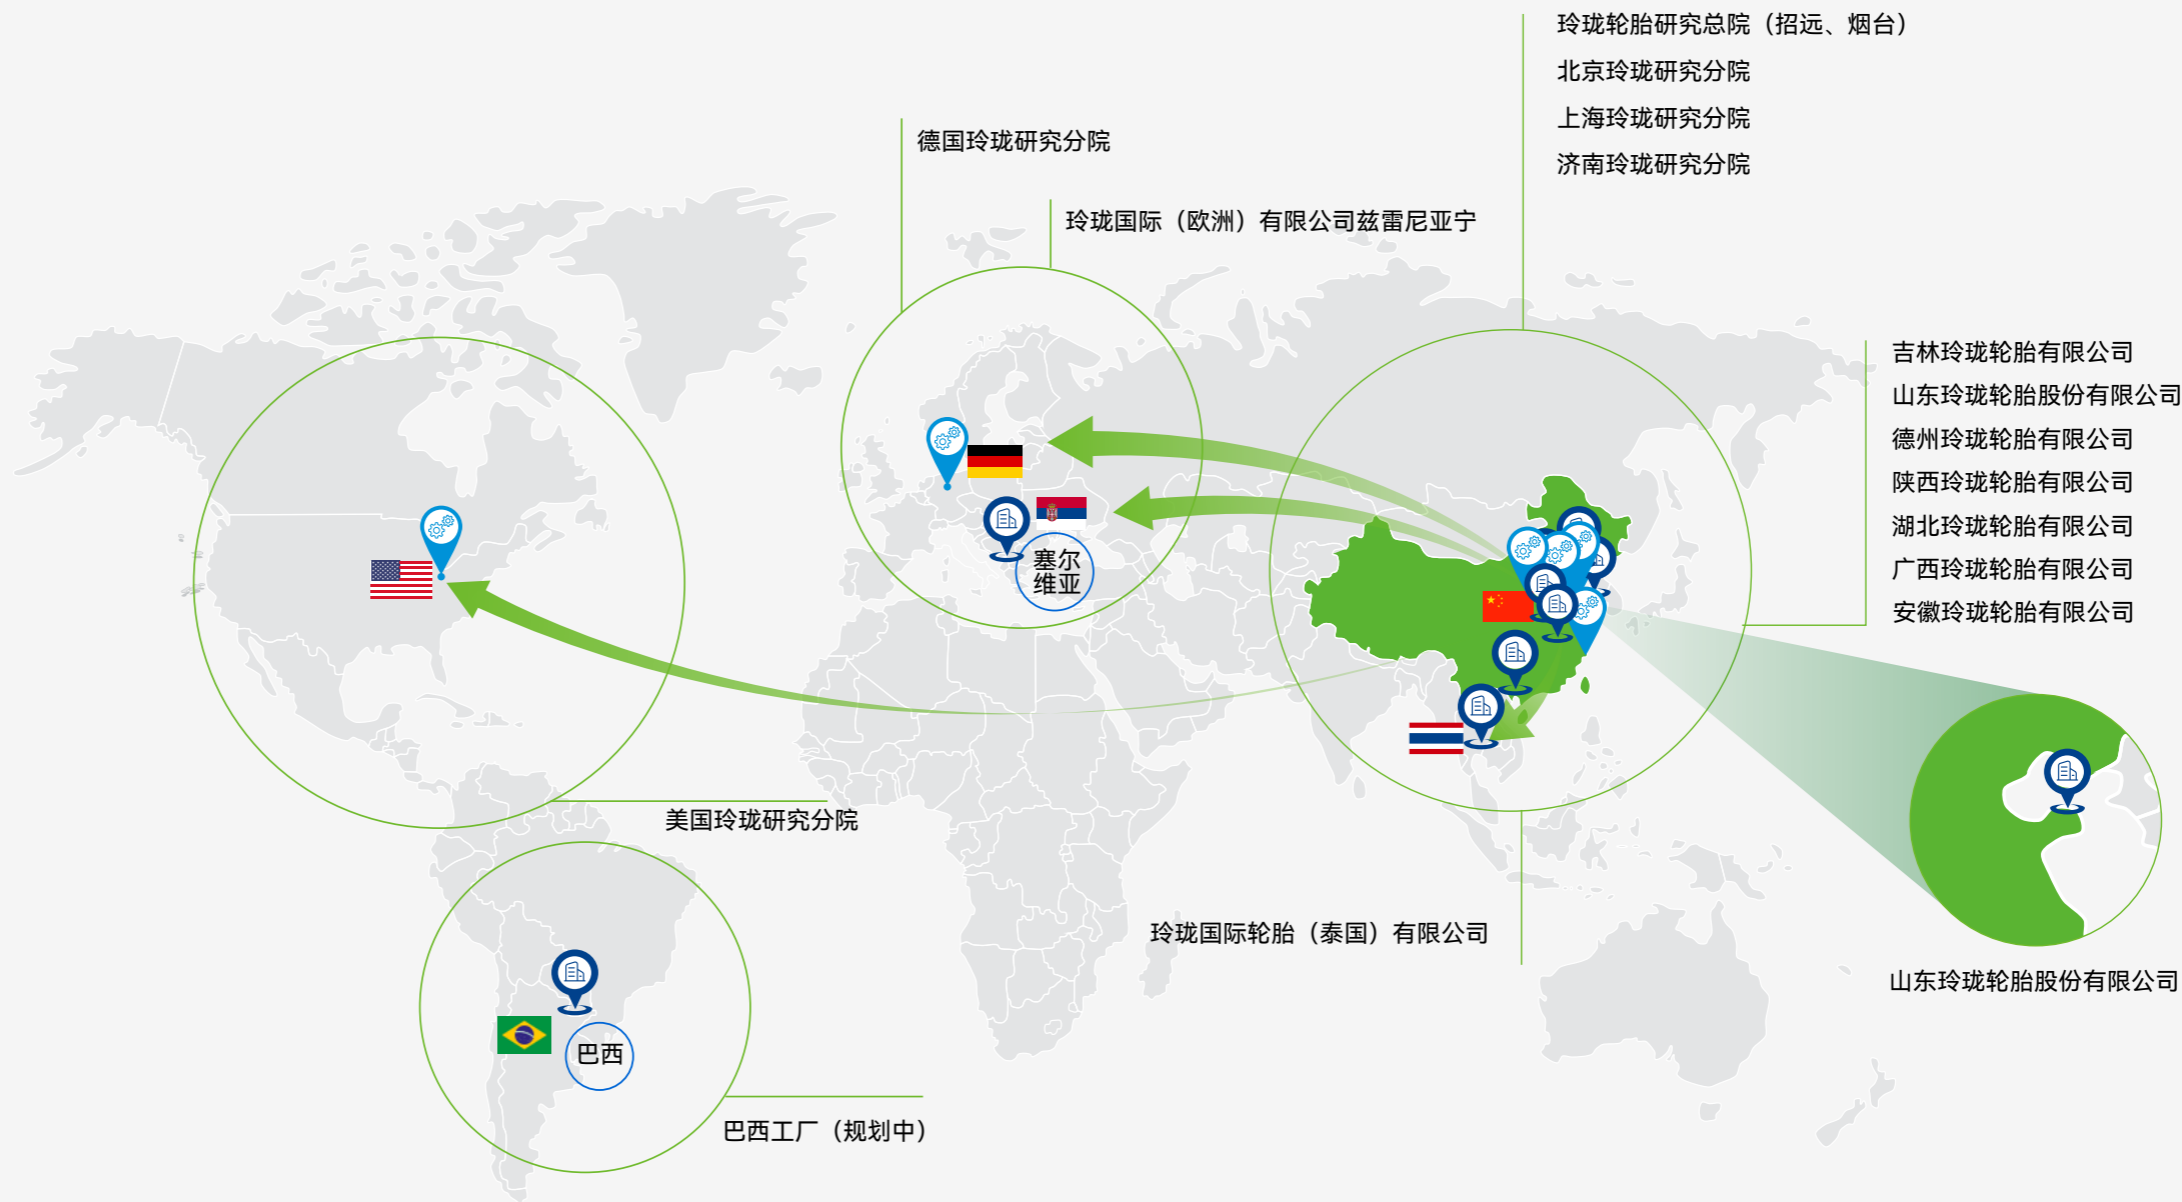 玲珑轮胎研究总院（招远、烟台）
北京玲珑研究分院
上海玲珑研究分院
济南玲珑研究分院
德国玲珑研究分院
玲珑国际（欧洲）有限公司兹雷尼亚宁
吉林玲珑轮胎有限公司
山东玲珑轮胎股份有限公司
德州玲珑轮胎有限公司
陕西玲珑轮胎有限公司
湖北玲珑轮胎有限公司
广西玲珑轮胎有限公司
安徽玲珑轮胎有限公司
塞尔
维亚
美国玲珑研究分院
玲珑国际轮胎（泰国）有限公司
山东玲珑轮胎股份有限公司
巴西
巴西工厂（规划中）